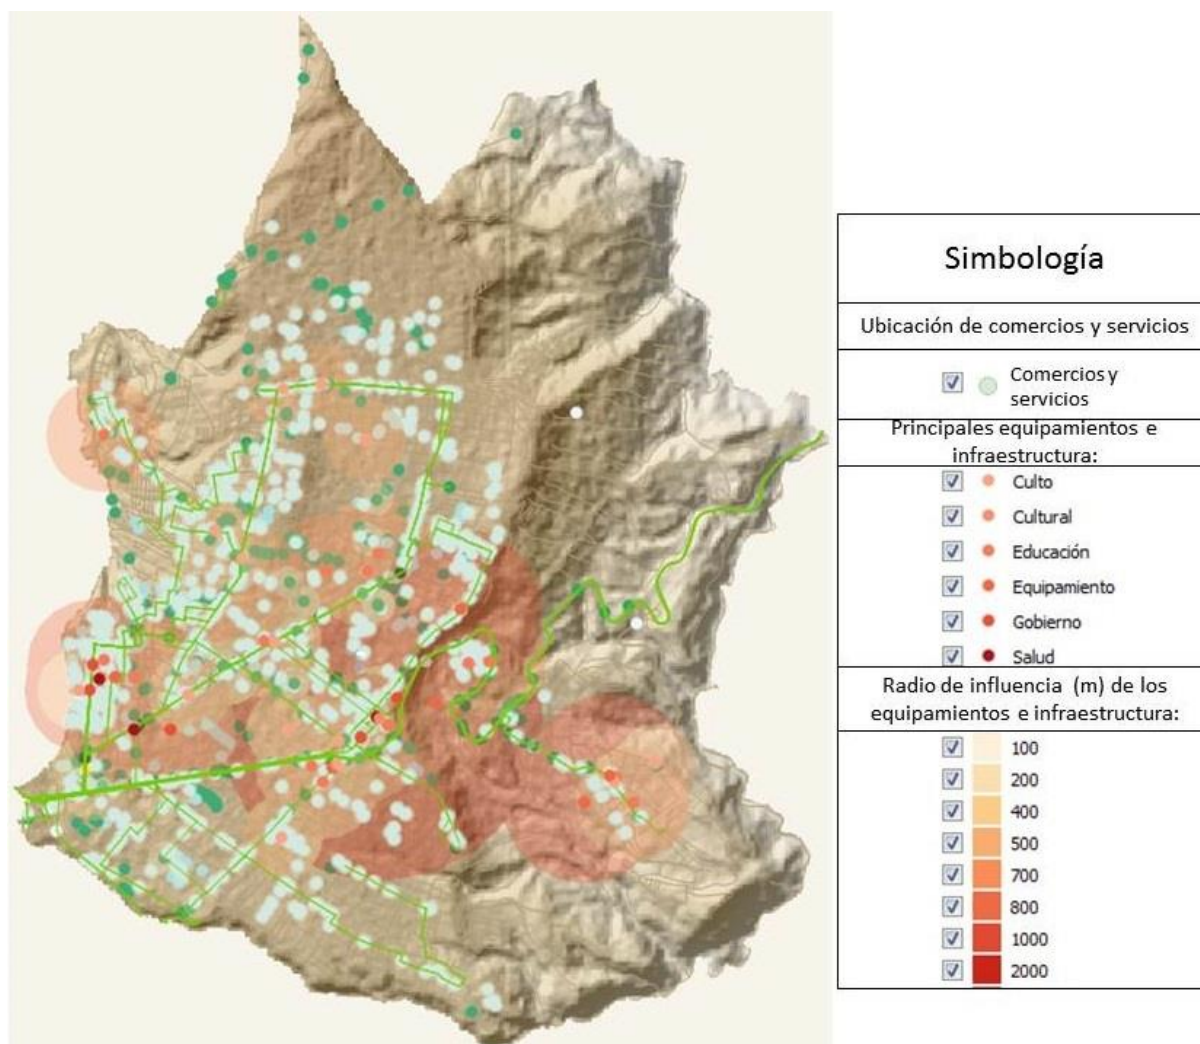 Simbología
Ubicación de comercios y servicios
Comercios y
servicios
Principales equipamientos e
infraestructura:
Culto
Cultural
Educación
Equipamiento
Gobierno
Salud
Radio de influencia (m) de los
equipamientos e infraestructura:
100
200
400
500
700
800
1000
2000